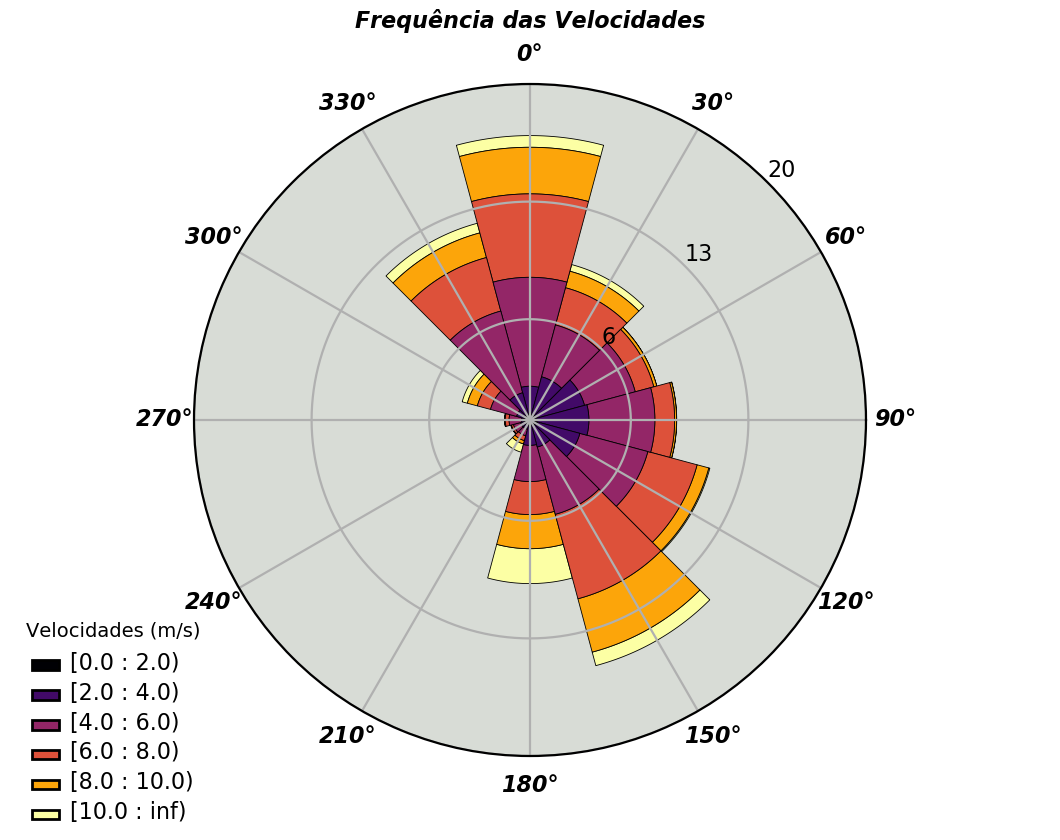 Frequência das Velocidades
0°
330°
30°
20
300°
60°
13
6
270°
90°
240°
120°
210°
150°
180°
Velocidades (m/s)
[0.0 : 2.0)
[2.0 : 4.0)
[4.0 : 6.0)
[6.0 : 8.0)
[8.0 : 10.0)
[10.0 : inf)